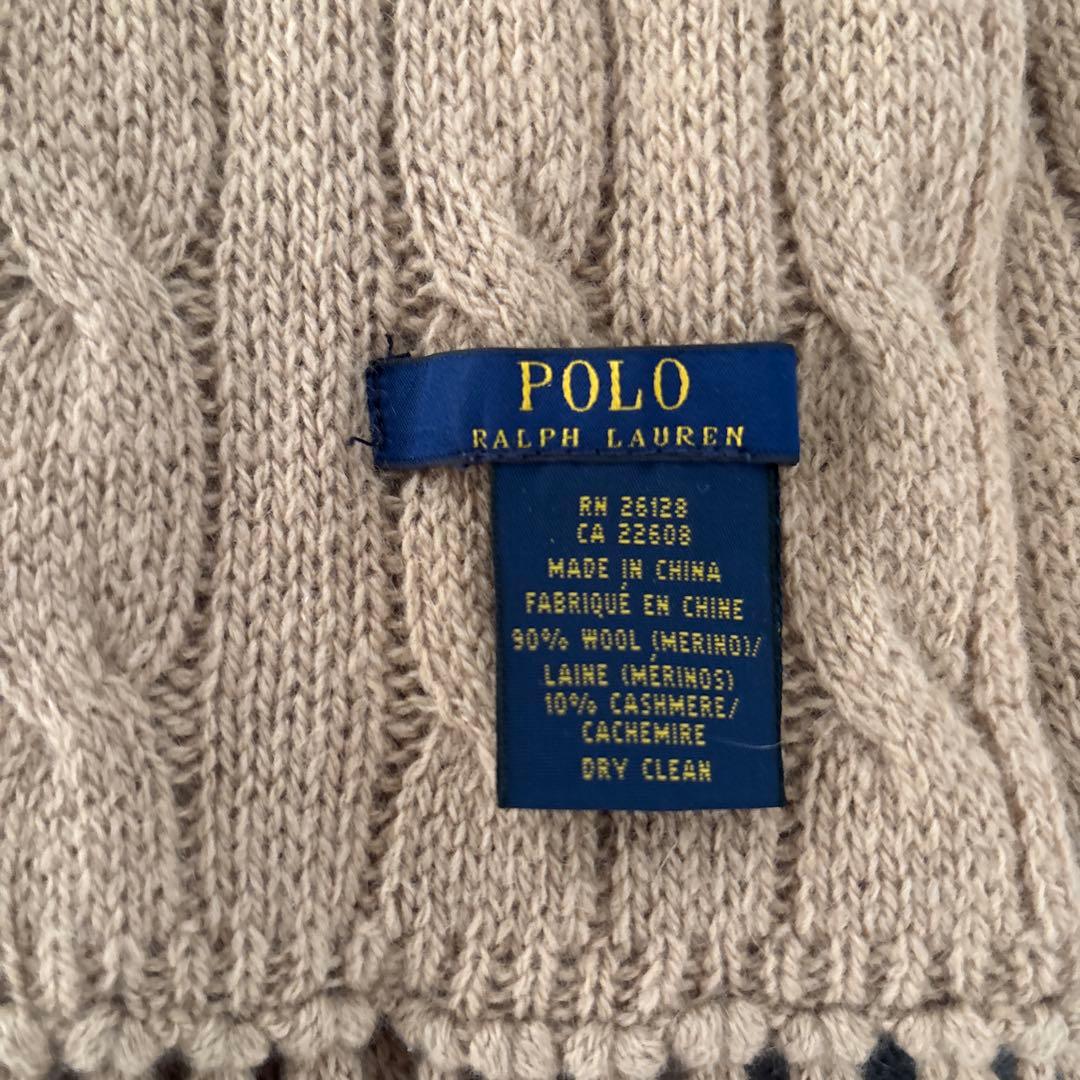 POLO
RALPH LAUREN
RN 26128
CA 22608
MADE IN CHINA
FABRIQUÉ EN CHINE
90% WOOL (MERINO)/
LAINE (MÉRINOS)
10% CASHMERE/
CACHEMIRE
DRY CLEAN